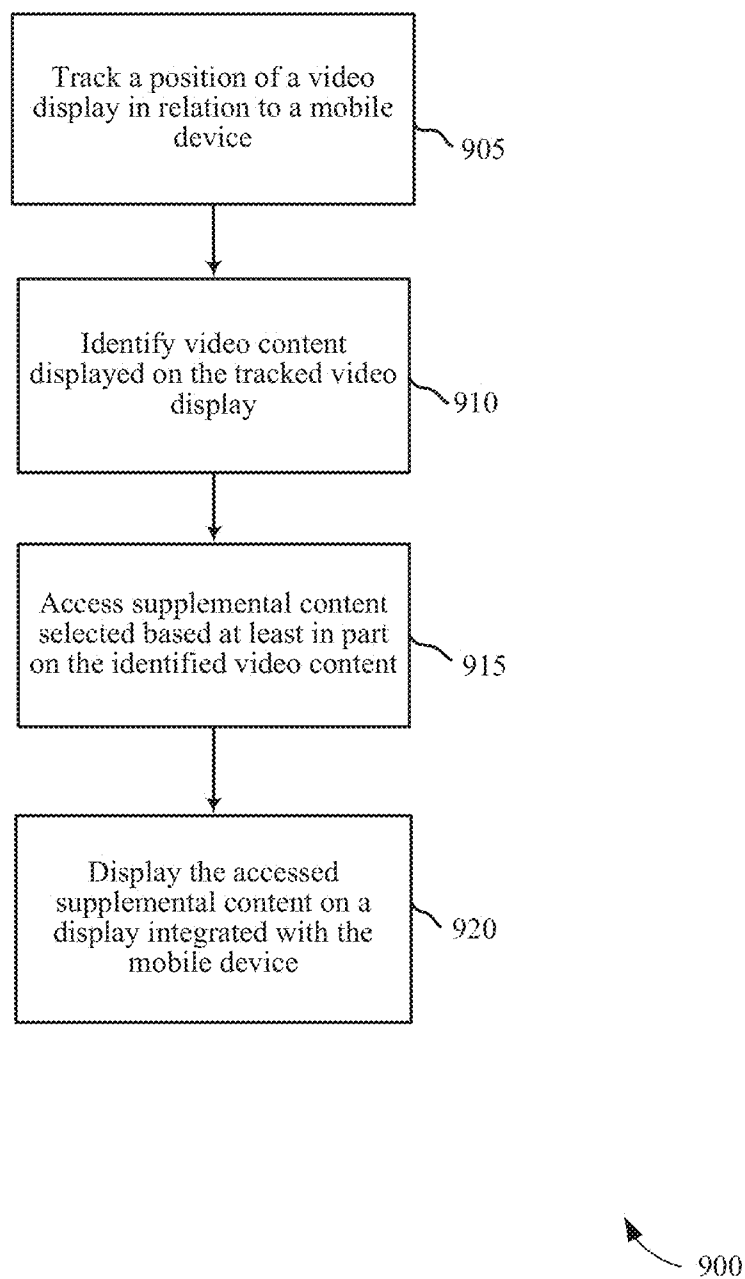 Track a position of a video
display in relation to a mobile
device
905
Identify video content
displayed on the tracked video
display
910
Access supplemental content
selected based at least in part
on the identified video content
915
Display the accessed
supplemental content on a
display integrated with the
mobile device
920
900